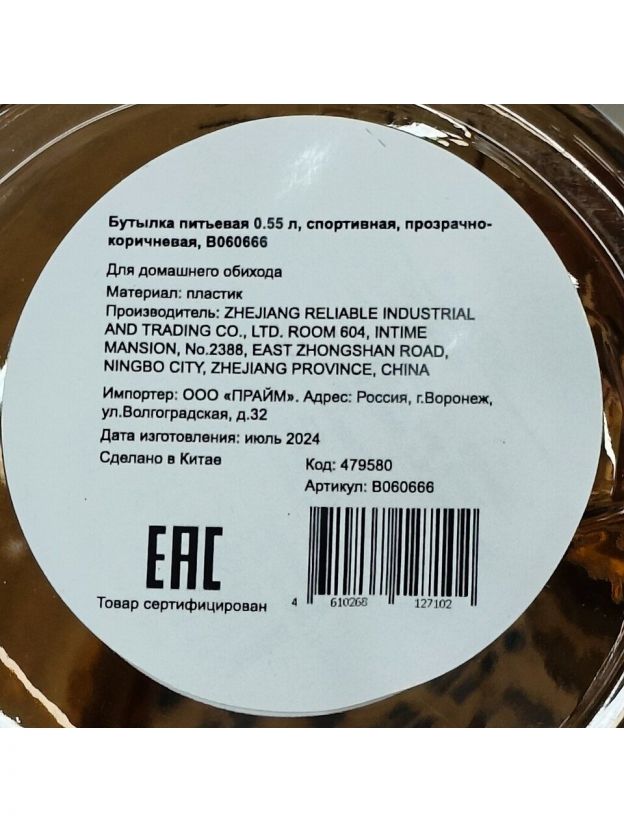 Бутылка питьевая 0.55 л, спортивная, прозрачно-
коричневая, B060666
Для домашнего обихода
Материал: пластик
Производитель: ZHEJIANG RELIABLE INDUSTRIAL
AND TRADING CO., LTD. ROOM 604, INTIME
MANSION, No.2388, EAST ZHONGSHAN ROAD,
NINGBO CITY, ZHEJIANG PROVINCE, CHINA
Импортер: ООО «ПРАЙМ». Адрес: Россия, г.Воронеж,
ул.Волгоградская, д.32
Дата изготовления: июль 2024
Сделано в Китае
Код: 479580
Артикул: B060666
EAC
Товар сертифицирован
4 610268 127102